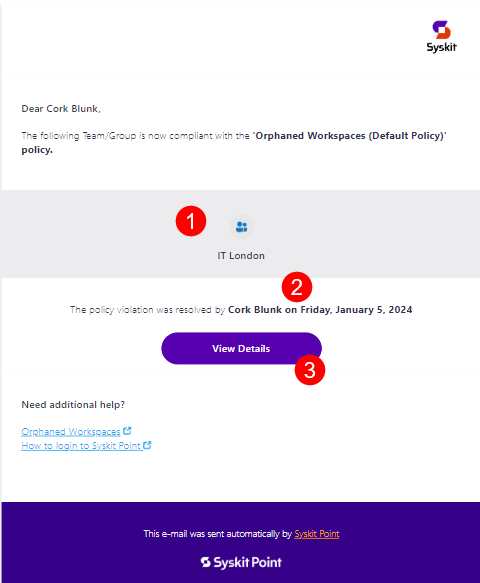 Syskit
Dear Cork Blunk,
The following Team/Group is now compliant with the 'Orphaned Workspaces (Default Policy)'
policy.
1
IT London
2
The policy violation was resolved by Cork Blunk on Friday, January 5, 2024
View Details
3
Need additional help?
Orphaned Workspaces
How to login to Syskit Point
This e-mail was sent automatically by Syskit Point
Syskit Point